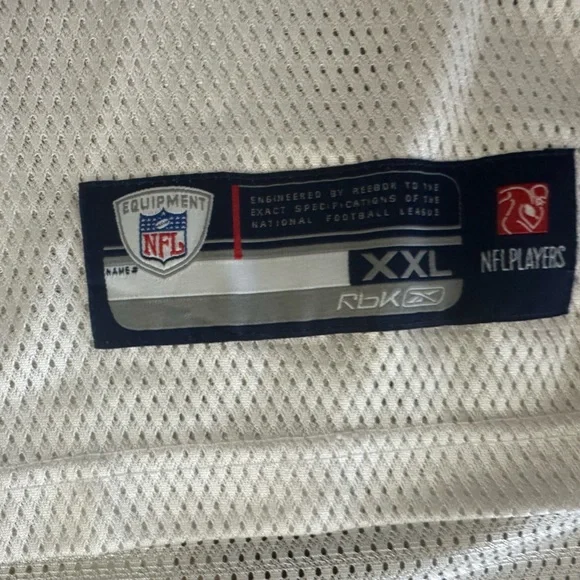 EQUIPMENT
NFL
NAME#
ENGINEERED BY REEBOK TO THE
EXACT SPECIFICATIONS OF THE
NATIONAL FOOTBALL LEAGUE
XXL
Rbk
NFLPLAYERS